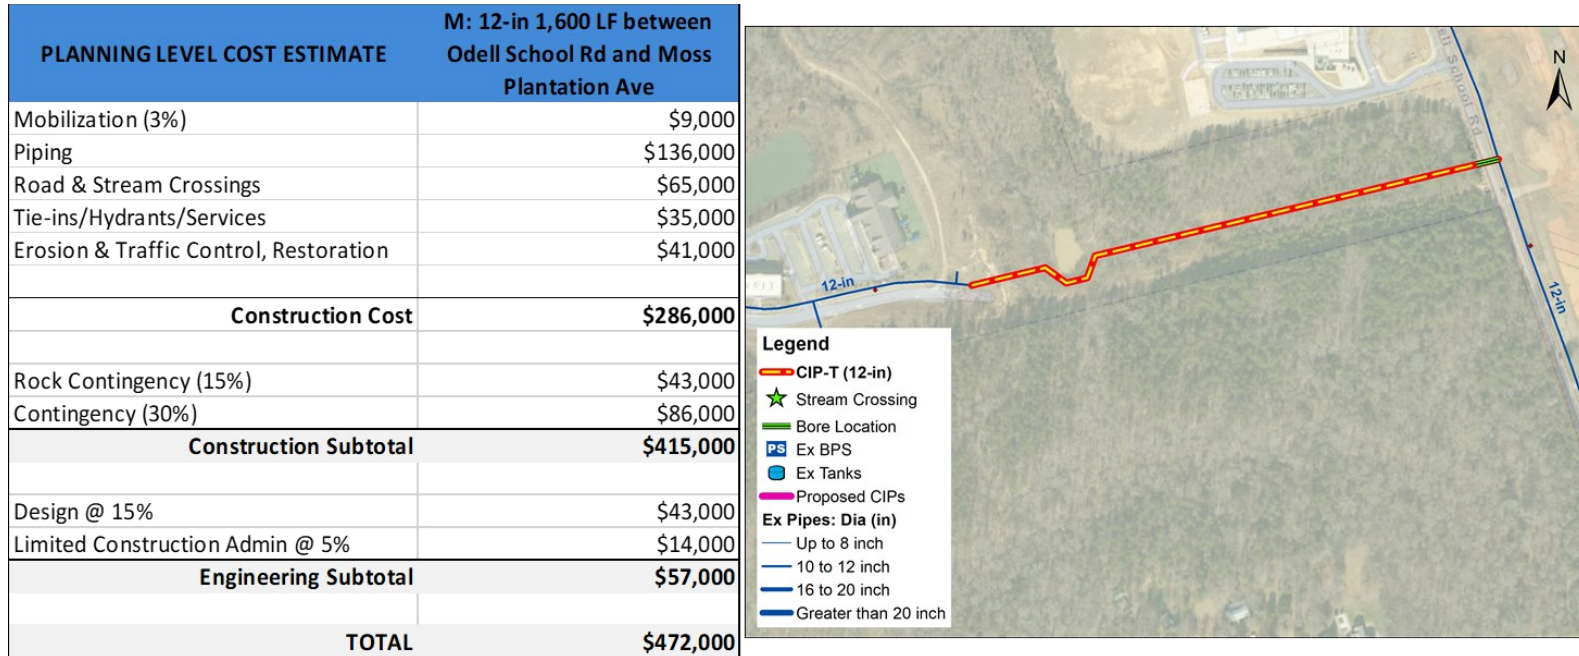 PLANNING LEVEL COST ESTIMATE
M: 12-in 1,600 LF between
Odell School Rd and Moss
Plantation Ave
Mobilization (3%) $9,000
Piping $136,000
Road & Stream Crossings $65,000
Tie-ins/Hydrants/Services $35,000
Erosion & Traffic Control, Restoration $41,000
Construction Cost $286,000
Rock Contingency (15%) $43,000
Contingency (30%) $86,000
Construction Subtotal $415,000
Design @ 15% $43,000
Limited Construction Admin @ 5% $14,000
Engineering Subtotal $57,000
TOTAL $472,000
N
ell School Rd
12-in
12-in
Legend
CIP-T (12-in)
Stream Crossing
Bore Location
PS Ex BPS
Ex Tanks
Proposed CIPs
Ex Pipes: Dia (in)
Up to 8 inch
10 to 12 inch
16 to 20 inch
Greater than 20 inch